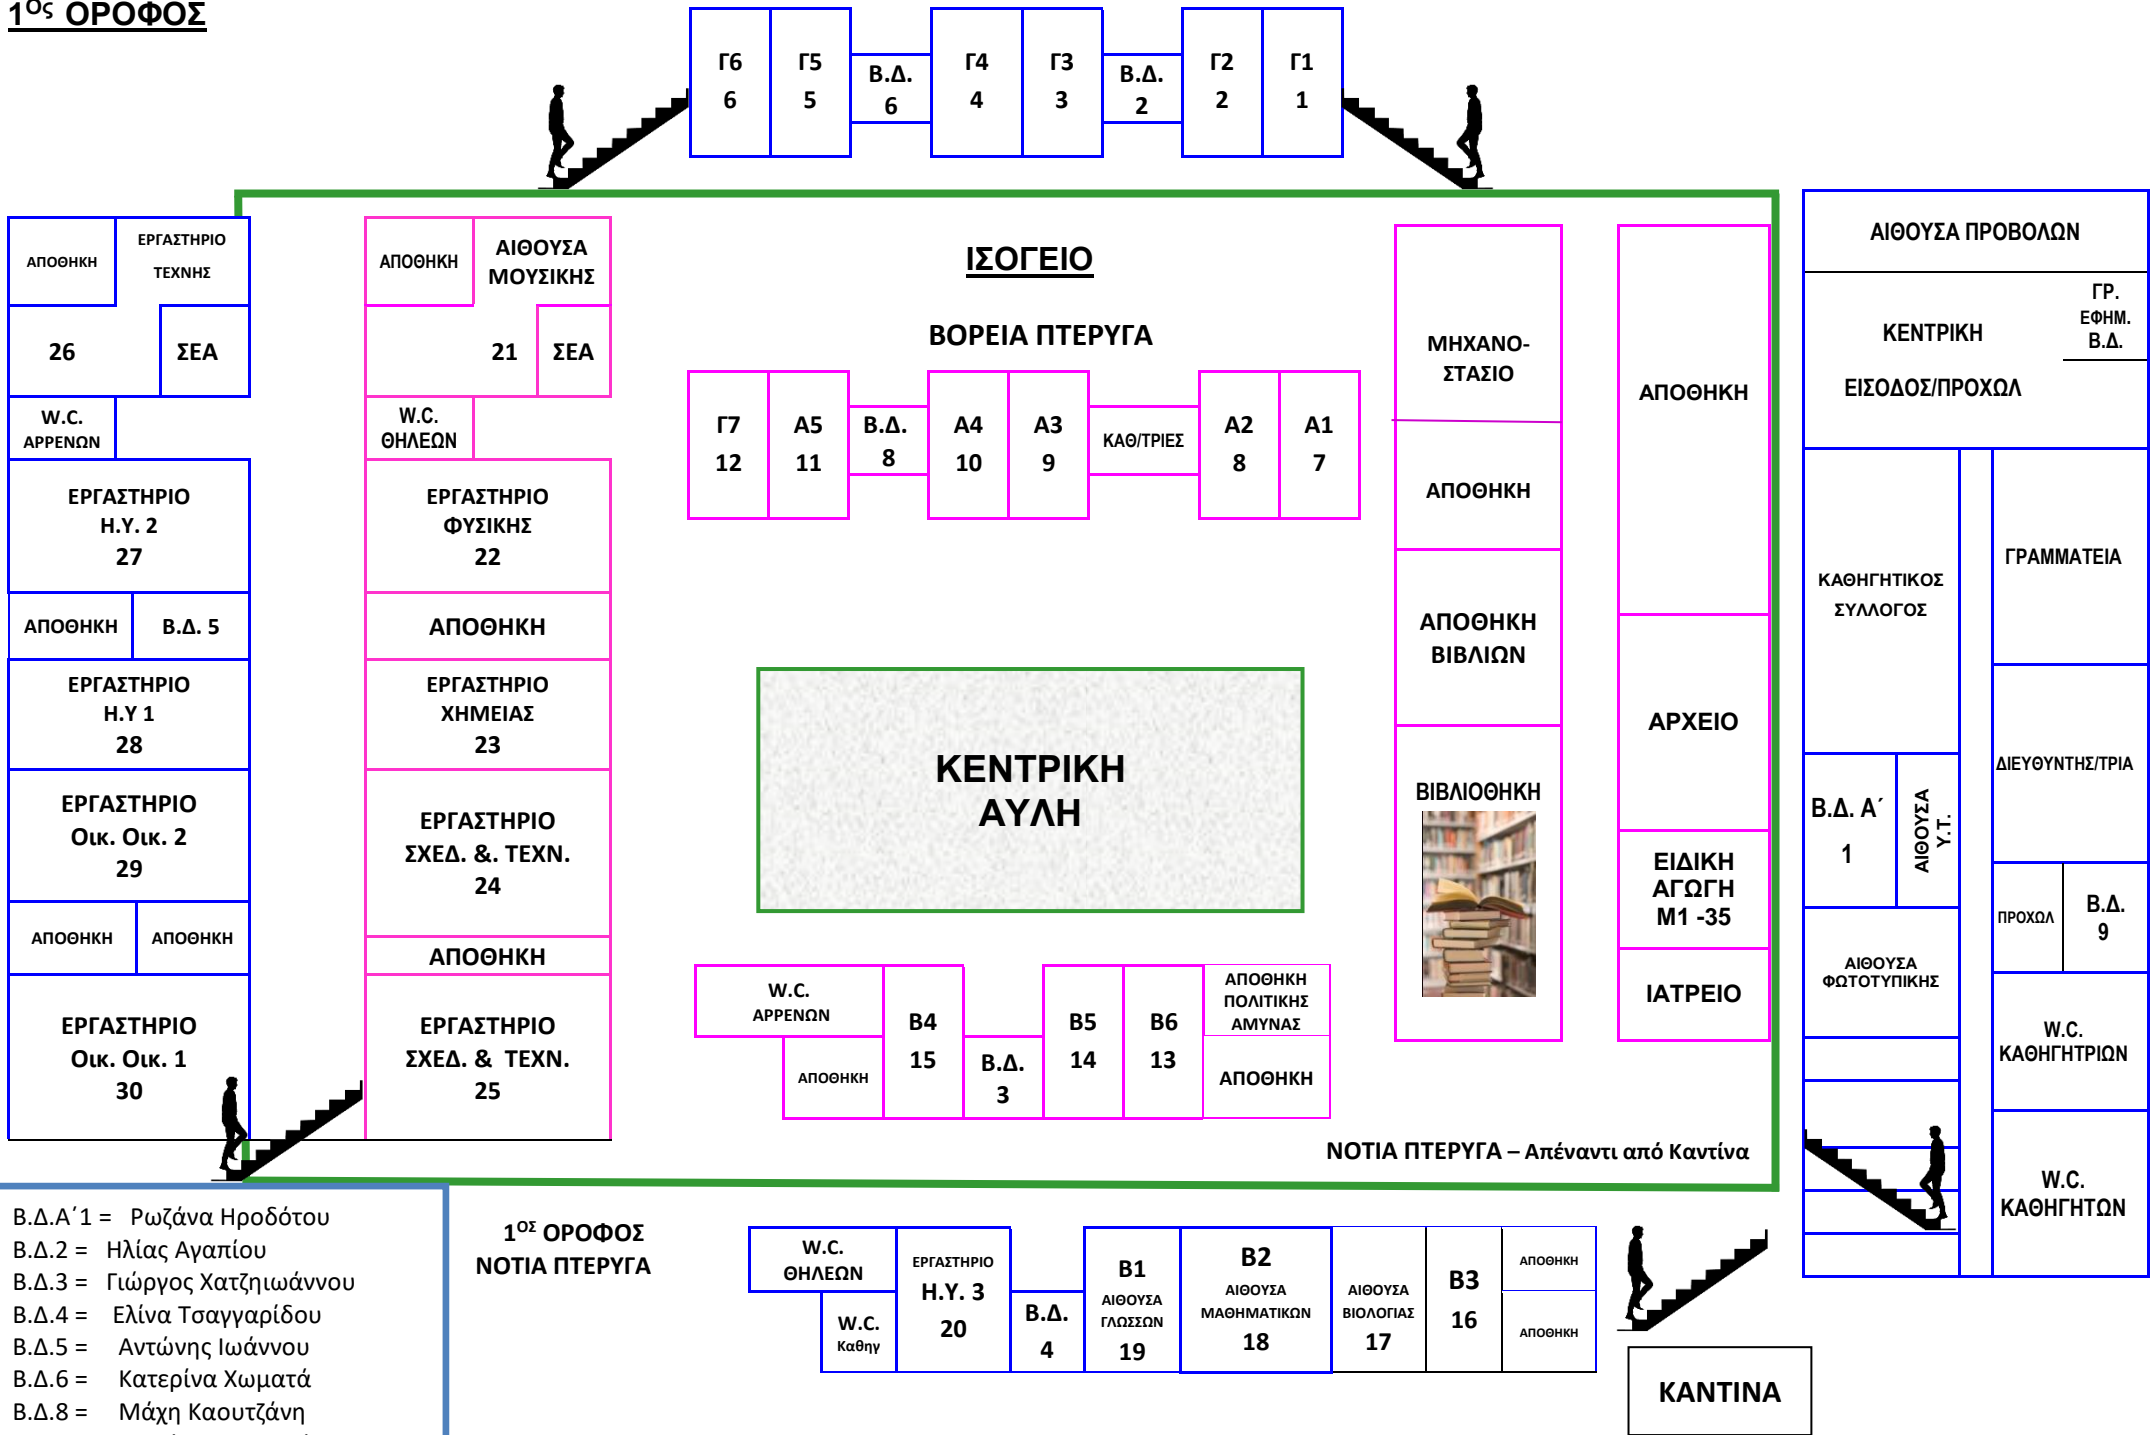 1ος ΟΡΟΦΟΣ
Γ6
6
Γ5
5
Β.Δ.
6
Γ4
4
Γ3
3
Β.Δ.
2
Γ2
2
Γ1
1
ΑΠΟΘΗΚΗ
ΕΡΓΑΣΤΗΡΙΟ
ΤΕΧΝΗΣ
26
ΣΕΑ
W.C.
ΑΡΡΕΝΩΝ
ΕΡΓΑΣΤΗΡΙΟ
Η.Υ. 2
27
ΑΠΟΘΗΚΗ
Β.Δ. 5
ΕΡΓΑΣΤΗΡΙΟ
Η.Υ 1
28
ΕΡΓΑΣΤΗΡΙΟ
Οικ. Οικ. 2
29
ΑΠΟΘΗΚΗ
ΑΠΟΘΗΚΗ
ΕΡΓΑΣΤΗΡΙΟ
Οικ. Οικ. 1
30
ΑΠΟΘΗΚΗ
ΑΙΘΟΥΣΑ
ΜΟΥΣΙΚΗΣ
21
ΣΕΑ
W.C.
ΘΗΛΕΩΝ
ΕΡΓΑΣΤΗΡΙΟ
ΦΥΣΙΚΗΣ
22
ΑΠΟΘΗΚΗ
ΕΡΓΑΣΤΗΡΙΟ
ΧΗΜΕΙΑΣ
23
ΕΡΓΑΣΤΗΡΙΟ
ΣΧΕΔ. &. ΤΕΧΝ.
24
ΑΠΟΘΗΚΗ
ΕΡΓΑΣΤΗΡΙΟ
ΣΧΕΔ. & ΤΕΧΝ.
25
ΙΣΟΓΕΙΟ
ΒΟΡΕΙΑ ΠΤΕΡΥΓΑ
Γ7
12
Α5
11
Β.Δ.
8
Α4
10
Α3
9
ΚΑΘ/ΤΡΙΕΣ
Α2
8
Α1
7
ΚΕΝΤΡΙΚΗ
ΑΥΛΗ
W.C.
ΑΡΡΕΝΩΝ
ΑΠΟΘΗΚΗ
Β4
15
Β.Δ.
3
Β5
14
Β6
13
ΑΠΟΘΗΚΗ
ΠΟΛΙΤΙΚΗΣ
ΑΜΥΝΑΣ
ΑΠΟΘΗΚΗ
ΝΟΤΙΑ ΠΤΕΡΥΓΑ – Απέναντι από Καντίνα
ΜΗΧΑΝΟ-
ΣΤΑΣΙΟ
ΑΠΟΘΗΚΗ
ΑΠΟΘΗΚΗ
ΒΙΒΛΙΩΝ
ΒΙΒΛΙΟΘΗΚΗ
ΑΠΟΘΗΚΗ
ΑΡΧΕΙΟ
ΕΙΔΙΚΗ
ΑΓΩΓΗ
Μ1 -35
ΙΑΤΡΕΙΟ
ΑΙΘΟΥΣΑ ΠΡΟΒΟΛΩΝ
ΚΕΝΤΡΙΚΗ
ΕΙΣΟΔΟΣ/ΠΡΟΧΩΛ
ΓΡ.
ΕΦΗΜ.
Β.Δ.
ΚΑΘΗΓΗΤΙΚΟΣ
ΣΥΛΛΟΓΟΣ
ΓΡΑΜΜΑΤΕΙΑ
ΔΙΕΥΘΥΝΤΗΣ/ΤΡΙΑ
Β.Δ. Α΄
1
ΑΙΘΟΥΣΑ
Υ.Τ.
ΠΡΟΧΩΛ
Β.Δ.
9
ΑΙΘΟΥΣΑ
ΦΩΤΟΤΥΠΙΚΗΣ
W.C.
ΚΑΘΗΓΗΤΡΙΩΝ
W.C.
ΚΑΘΗΓΗΤΩΝ
Β.Δ.Α΄1 = Ρωζάνα Ηροδότου
Β.Δ.2 = Ηλίας Αγαπίου
Β.Δ.3 = Γιώργος Χατζηιωάννου
Β.Δ.4 = Ελίνα Τσαγγαρίδου
Β.Δ.5 = Αντώνης Ιωάννου
Β.Δ.6 = Κατερίνα Χωματά
Β.Δ.8 = Μάχη Καουτζάνη
1ΟΣ ΟΡΟΦΟΣ
ΝΟΤΙΑ ΠΤΕΡΥΓΑ
W.C.
ΘΗΛΕΩΝ
W.C.
Καθηγ
ΕΡΓΑΣΤΗΡΙΟ
Η.Υ. 3
20
Β.Δ.
4
Β1
ΑΙΘΟΥΣΑ
ΓΛΩΣΣΩΝ
19
Β2
ΑΙΘΟΥΣΑ
ΜΑΘΗΜΑΤΙΚΩΝ
18
ΑΙΘΟΥΣΑ
ΒΙΟΛΟΓΙΑΣ
17
Β3
16
ΑΠΟΘΗΚΗ
ΑΠΟΘΗΚΗ
ΚΑΝΤΙΝΑ